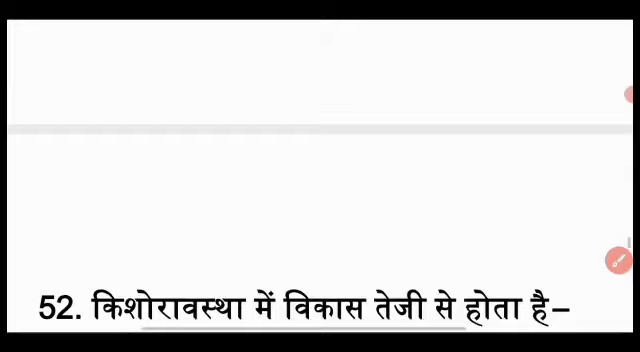 52. किशोरावस्था में विकास तेजी से होता है–